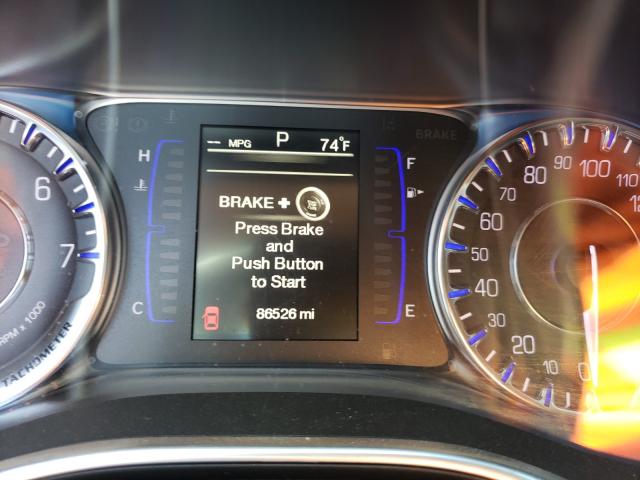 -- MPG P 74°F
H
F
BRAKE
BRAKE +
Press Brake
and
Push Button
to Start
C
E
86526 mi
6
7
RPM x 1000
TACHOMETER
0
10
20
30
40
50
60
70
80
90
100
110